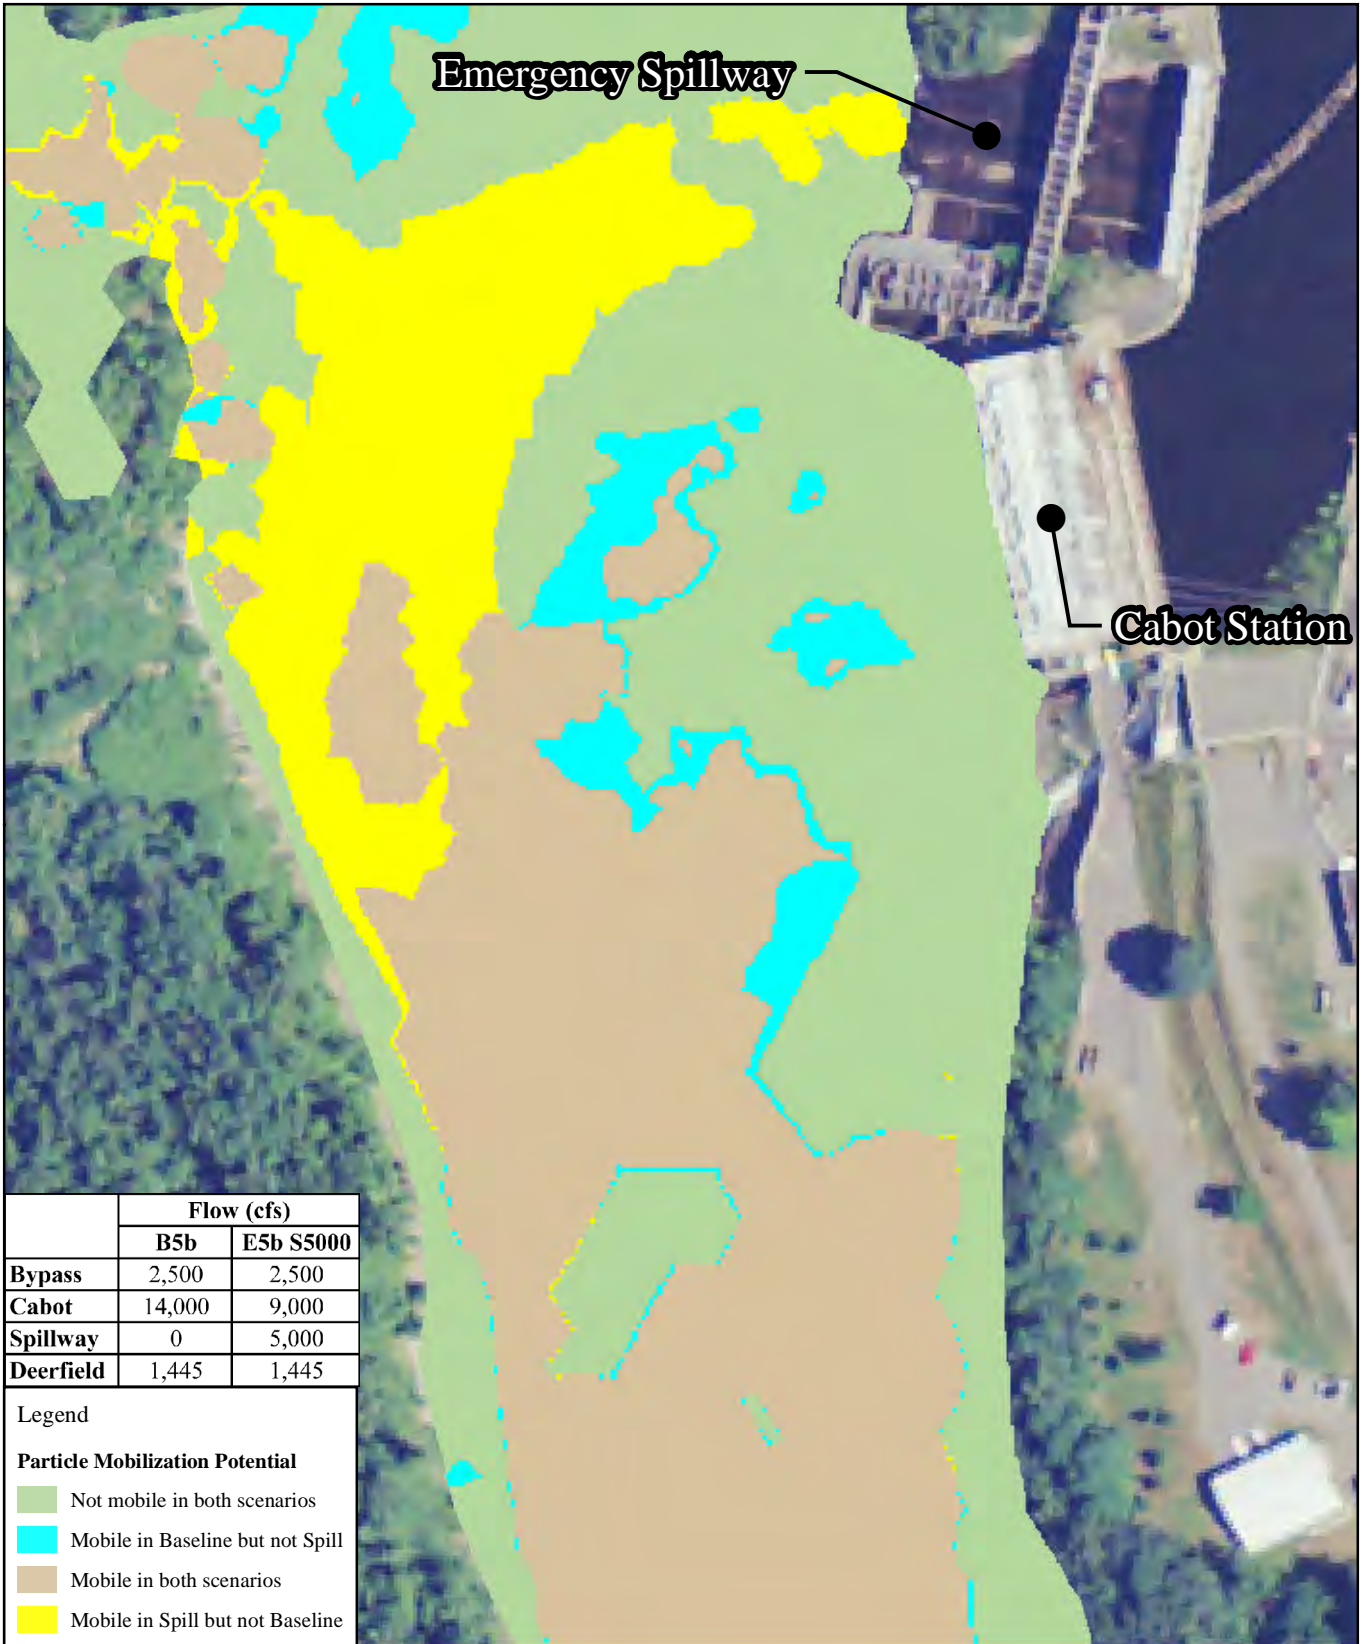 Emergency Spillway
Cabot Station
Flow (cfs)
B5b E5b S5000
Bypass 2,500 2,500
Cabot 14,000 9,000
Spillway 0 5,000
Deerfield 1,445 1,445
Legend
Particle Mobilization Potential
Not mobile in both scenarios
Mobile in Baseline but not Spill
Mobile in both scenarios
Mobile in Spill but not Baseline